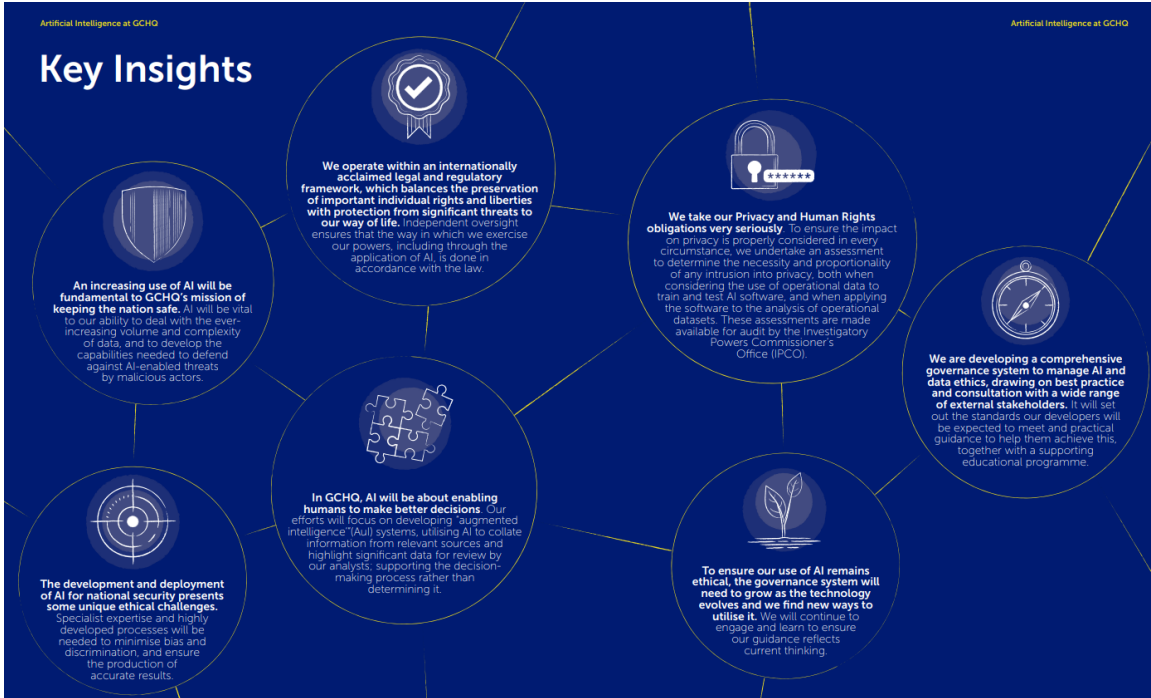 Artificial Intelligence at GCHQ
Artificial Intelligence at GCHQ
Key Insights
We operate within an internationally
acclaimed legal and regulatory
framework, which balances the preservation
of important individual rights and liberties
with protection from significant threats to
our way of life. Independent oversight
ensures that the way in which we exercise
our powers, including through the
application of AI, is done in
accordance with the law.
******
We take our Privacy and Human Rights
obligations very seriously. To ensure the impact
on privacy is properly considered in every
circumstance, we undertake an assessment
to determine the necessity and proportionality
of any intrusion into privacy, both when
considering the use of operational data to
train and test AI software, and when applying
the software to the analysis of operational
datasets. These assessments are made
available for audit by the Investigatory
Powers Commissioner's
Office (IPCO).
An increasing use of AI will be
fundamental to GCHQ's mission of
keeping the nation safe. AI will be vital
to our ability to deal with the ever-
increasing volume and complexity
of data, and to develop the
capabilities needed to defend
against AI-enabled threats
by malicious actors.
We are developing a comprehensive
governance system to manage AI and
data ethics, drawing on best practice
and consultation with a wide range
of external stakeholders. It will set
out the standards our developers will
be expected to meet and practical
guidance to help them achieve this,
together with a supporting
educational programme.
In GCHQ, AI will be about enabling
humans to make better decisions. Our
efforts will focus on developing "augmented
intelligence"(AuI) systems, utilising AI to collate
information from relevant sources and
highlight significant data for review by
our analysts; supporting the decision-
making process rather than
determining it.
The development and deployment
of AI for national security presents
some unique ethical challenges.
Specialist expertise and highly
developed processes will be
needed to minimise bias and
discrimination, and ensure
the production of
accurate results.
To ensure our use of AI remains
ethical, the governance system will
need to grow as the technology
evolves and we find new ways to
utilise it. We will continue to
engage and learn to ensure
our guidance reflects
current thinking.